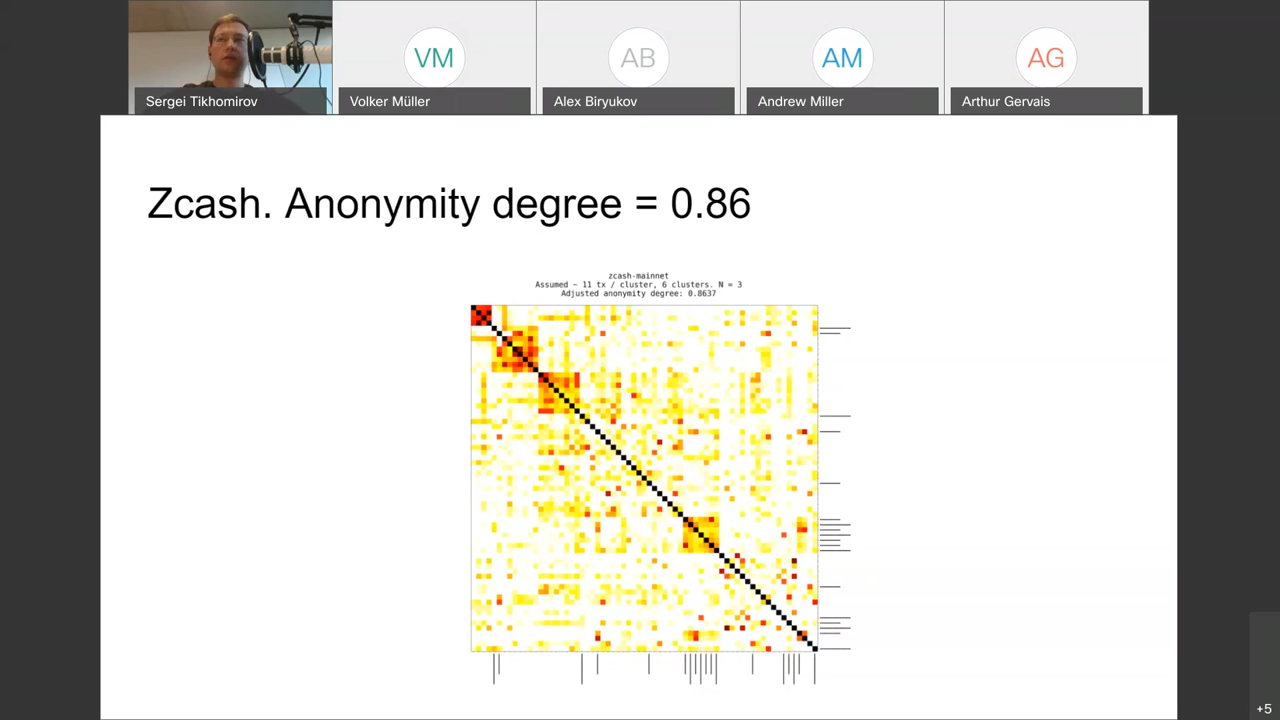 VM
AB
AM
AG
Sergei Tikhomirov
Volker Müller
Alex Biryukov
Andrew Miller
Arthur Gervais
Zcash. Anonymity degree = 0.86
zcash-mainnet
Assumed ~ 11 tx / cluster, 6 clusters. N = 3
Adjusted anonymity degree: 0.8637
+5